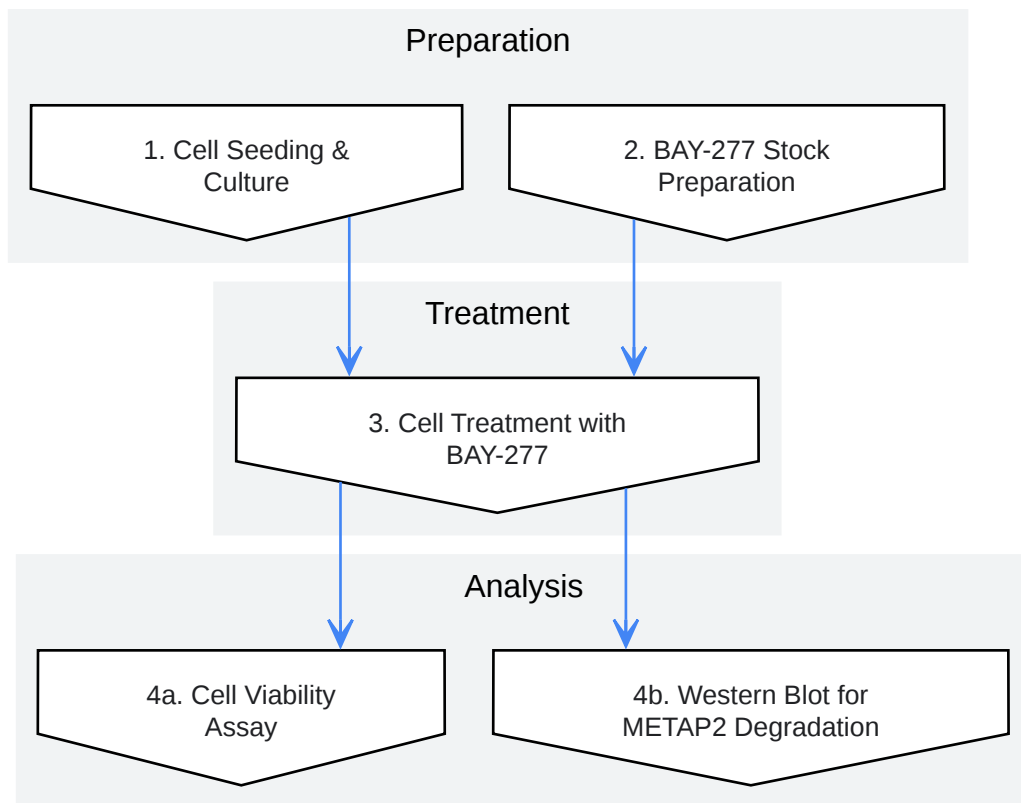 Preparation
1. Cell Seeding &
Culture
2. BAY-277 Stock
Preparation
Treatment
3. Cell Treatment with
BAY-277
Analysis
4a. Cell Viability
Assay
4b. Western Blot for
METAP2 Degradation